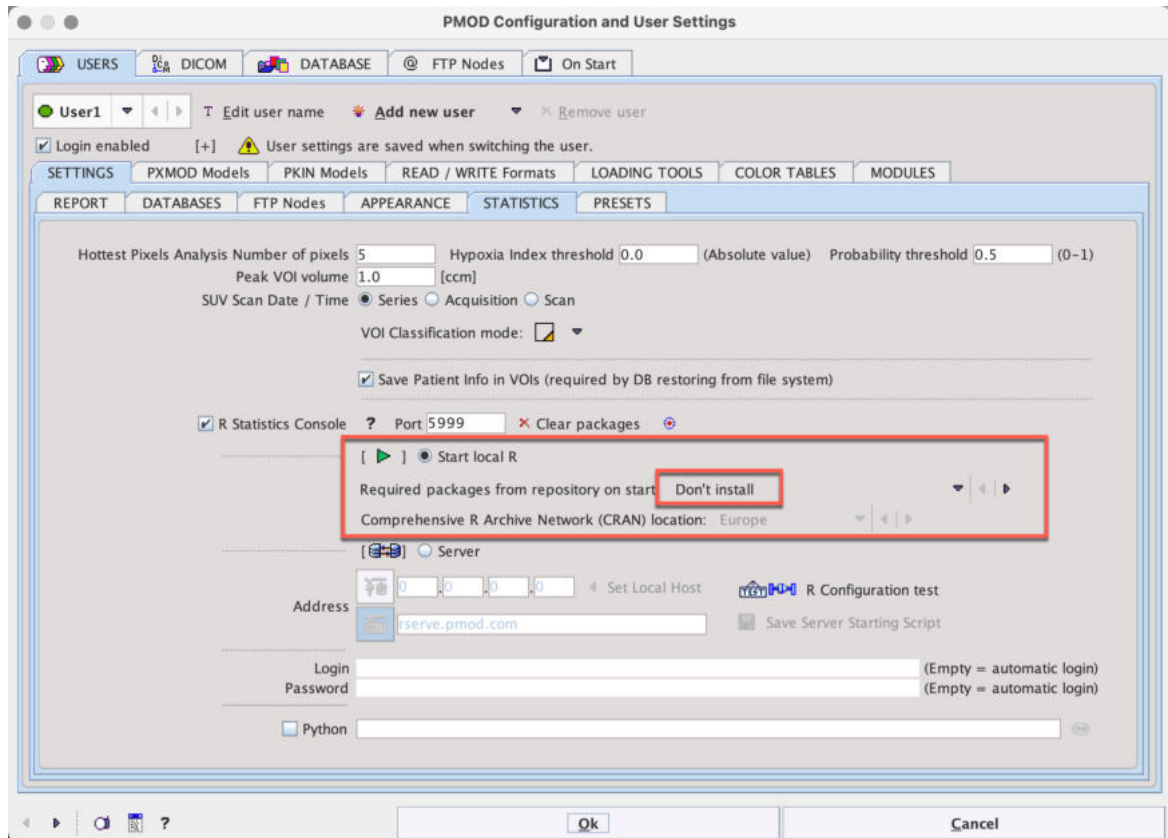 PMOD Configuration and User Settings
USERS DICOM DATABASE @ FTP Nodes On Start
User1 T Edit user name Add new user Remove user
Login enabled [+] User settings are saved when switching the user.
SETTINGS PXMOD Models PKIN Models READ / WRITE Formats LOADING TOOLS COLOR TABLES MODULES
REPORT DATABASES FTP Nodes APPEARANCE STATISTICS PRESETS
Hottest Pixels Analysis Number of pixels 5 Hypoxia Index threshold 0.0 (Absolute value) Probability threshold 0.5 (0-1)
Peak VOI volume 1.0 [ccm]
SUV Scan Date / Time Series Acquisition Scan
VOI Classification mode:
Save Patient Info in VOIs (required by DB restoring from file system)
R Statistics Console ? Port 5999 Clear packages
[ ] Start local R
Required packages from repository on start Don't install
Comprehensive R Archive Network (CRAN) location: Europe
[ ] Server
Address 0 .0 .0 .0 Set Local Host R Configuration test
rserve.pmod.com Save Server Starting Script
Login (Empty = automatic login)
Password (Empty = automatic login)
Python
? Ok Cancel